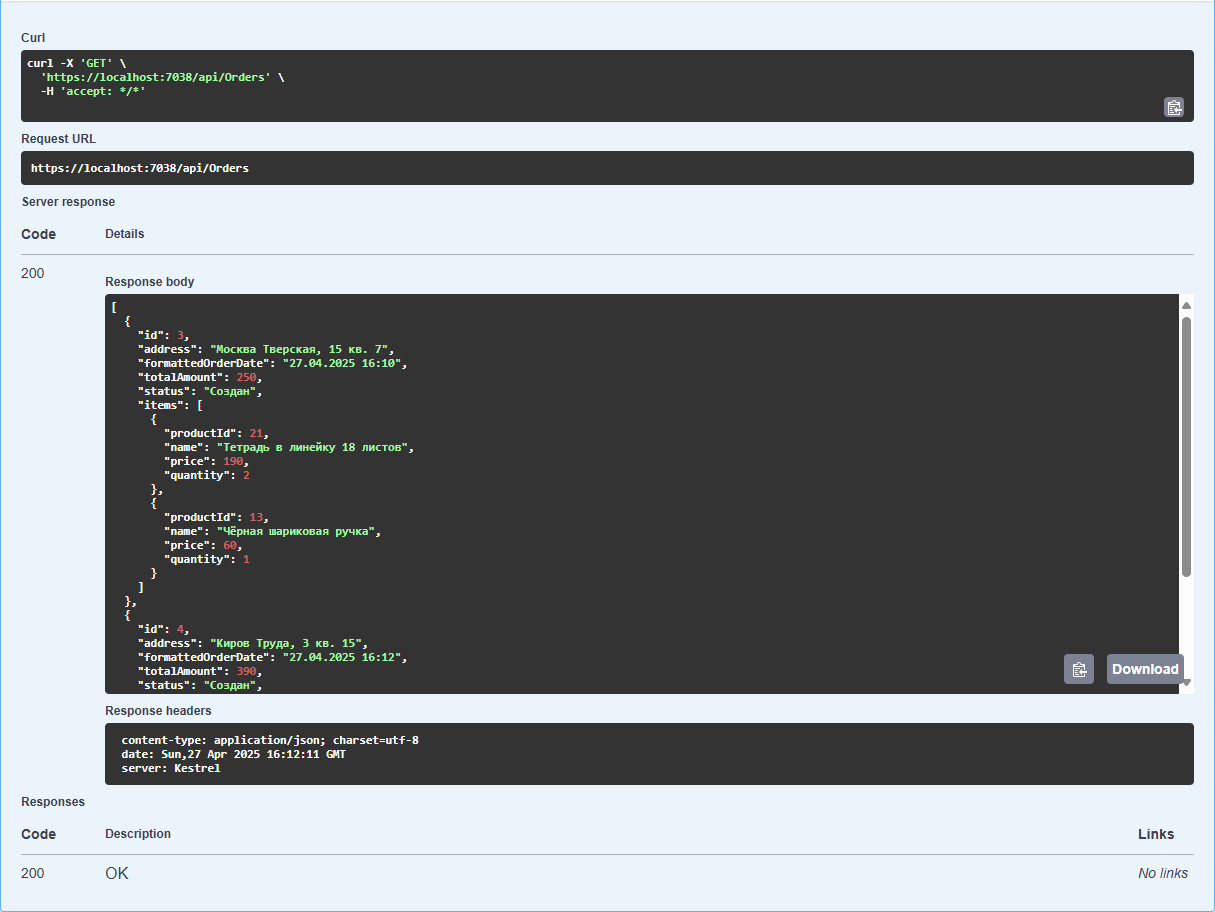 Curl
curl -X 'GET' \
  'https://localhost:7038/api/Orders' \
  -H 'accept: */*'
Request URL
https://localhost:7038/api/Orders
Server response
Code Details
200
Response body
[
  {
    "id": 3,
    "address": "Москва Тверская, 15 кв. 7",
    "formattedOrderDate": "27.04.2025 16:10",
    "totalAmount": 250,
    "status": "Создан",
    "items": [
      {
        "productId": 21,
        "name": "Тетрадь в линейку 18 листов",
        "price": 190,
        "quantity": 2
      },
      {
        "productId": 13,
        "name": "Чёрная шариковая ручка",
        "price": 60,
        "quantity": 1
      }
    ]
  },
  {
    "id": 4,
    "address": "Киров Труда, 3 кв. 15",
    "formattedOrderDate": "27.04.2025 16:12",
    "totalAmount": 390,
    "status": "Создан",
Download
Response headers
content-type: application/json; charset=utf-8
date: Sun,27 Apr 2025 16:12:11 GMT
server: Kestrel
Responses
Code Description Links
200 OK No links